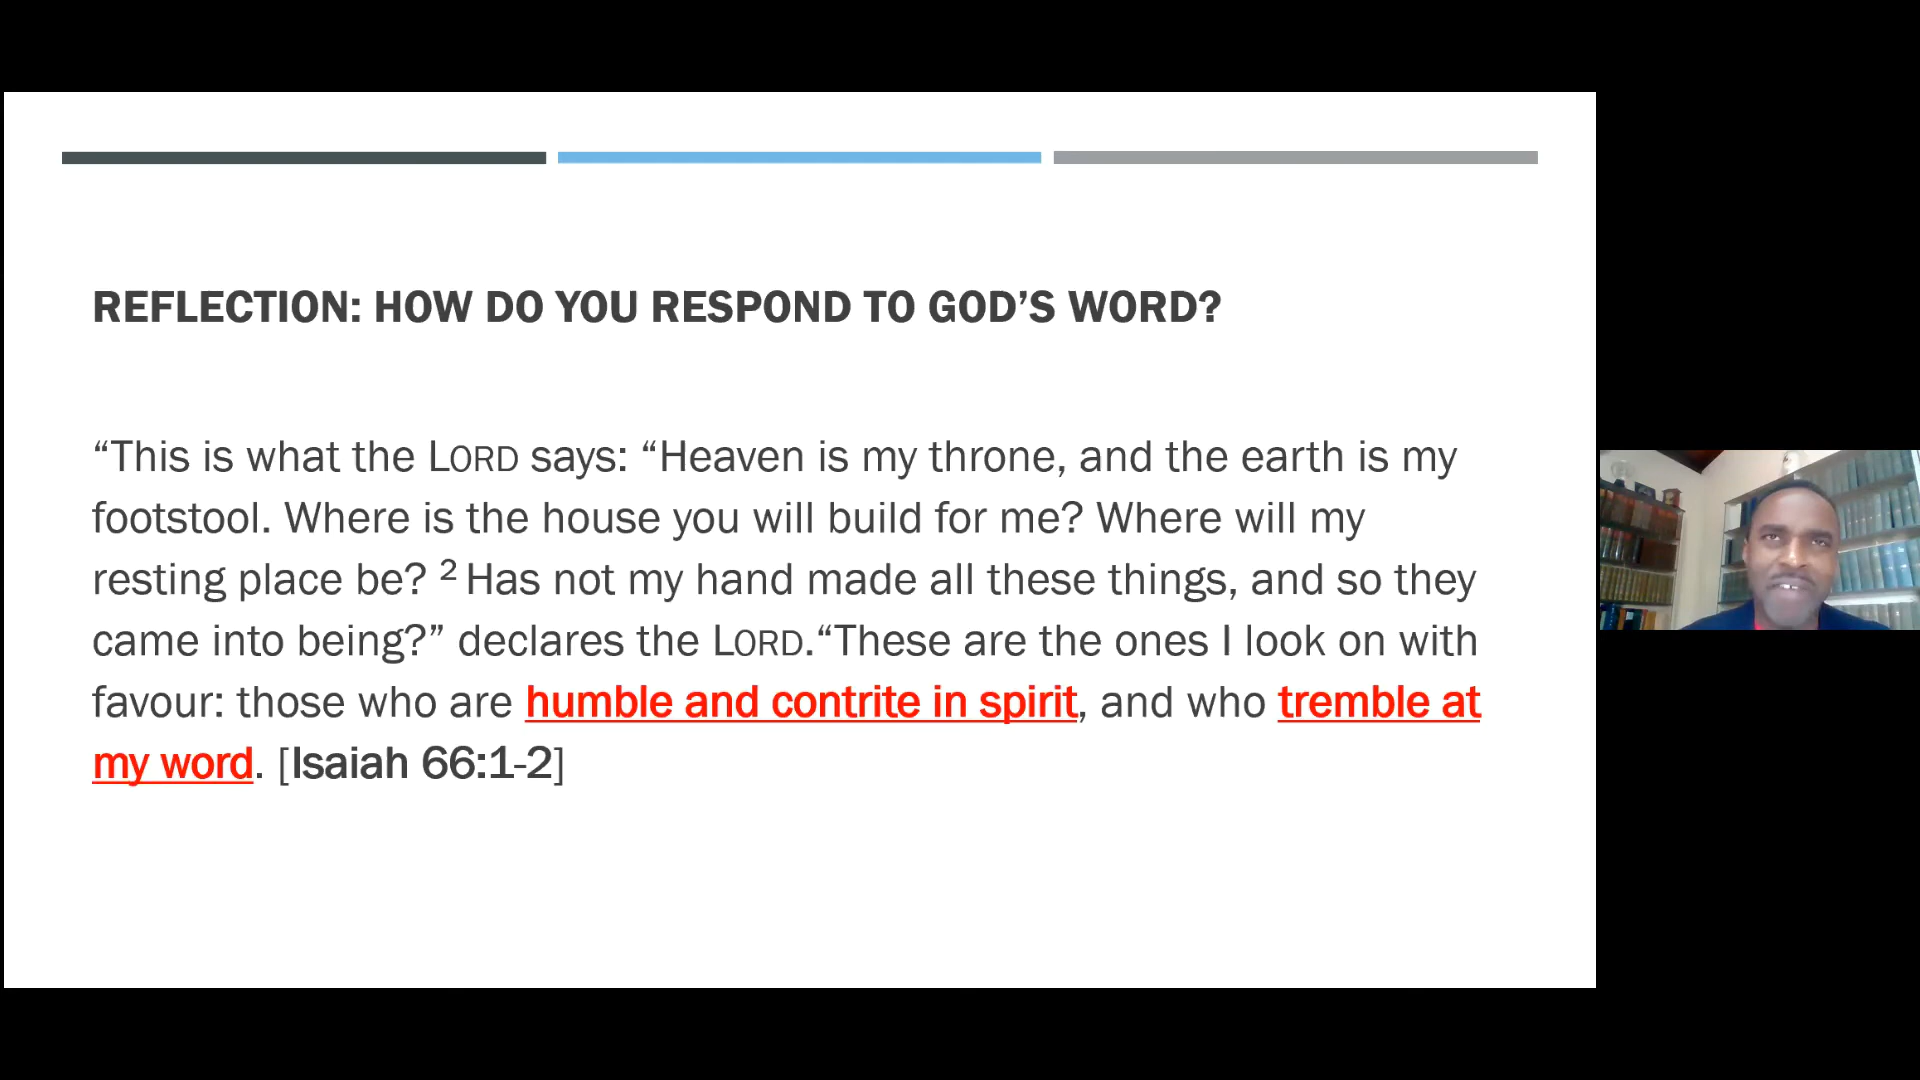 REFLECTION: HOW DO YOU RESPOND TO GOD’S WORD?
“This is what the LORD says: “Heaven is my throne, and the earth is my
footstool. Where is the house you will build for me? Where will my
resting place be? ² Has not my hand made all these things, and so they
came into being?” declares the LORD.“These are the ones I look on with
favour: those who are humble and contrite in spirit, and who tremble at
my word. [Isaiah 66:1-2]